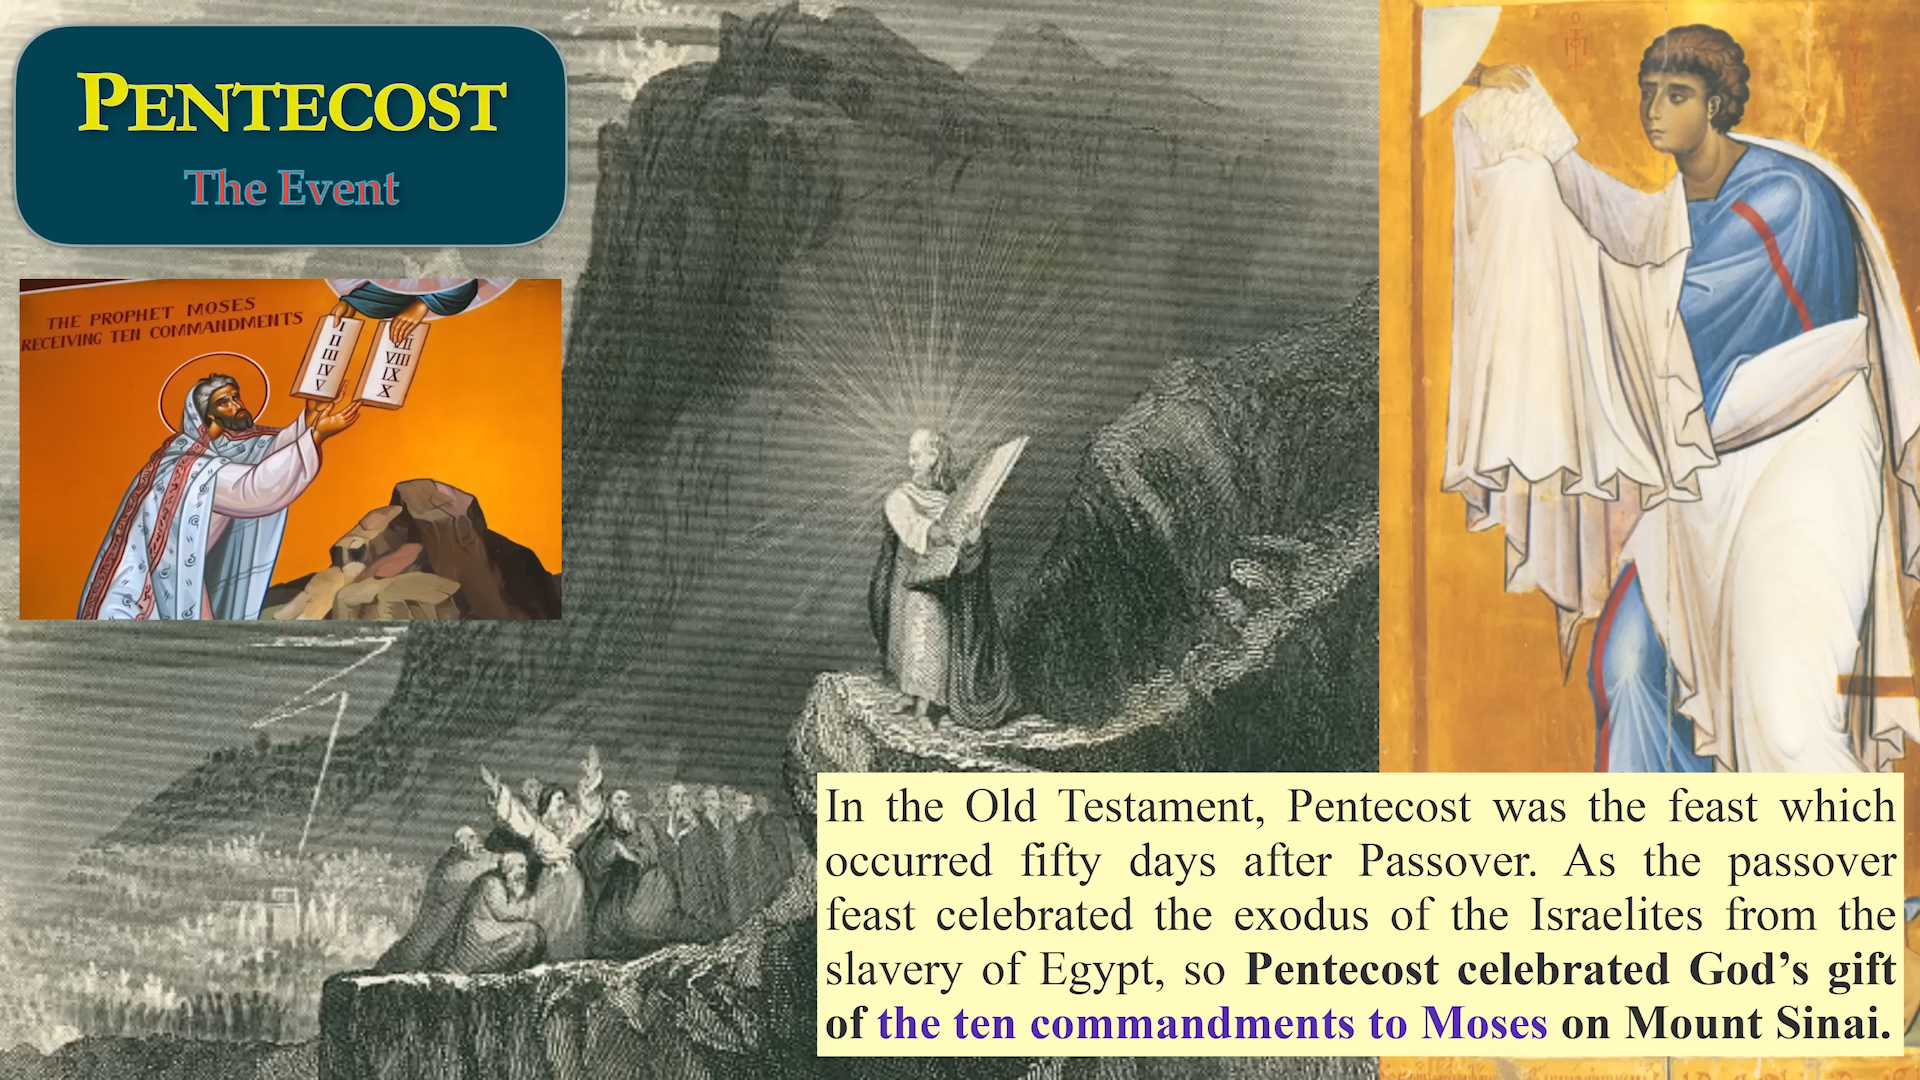 PENTECOST
The Event
THE PROPHET MOSES
RECEIVING TEN COMMANDMENTS
I
II
III
IV
V
VII
VIII
IX
X
In the Old Testament, Pentecost was the feast which
occurred fifty days after Passover. As the passover
feast celebrated the exodus of the Israelites from the
slavery of Egypt, so Pentecost celebrated God’s gift
of the ten commandments to Moses on Mount Sinai.